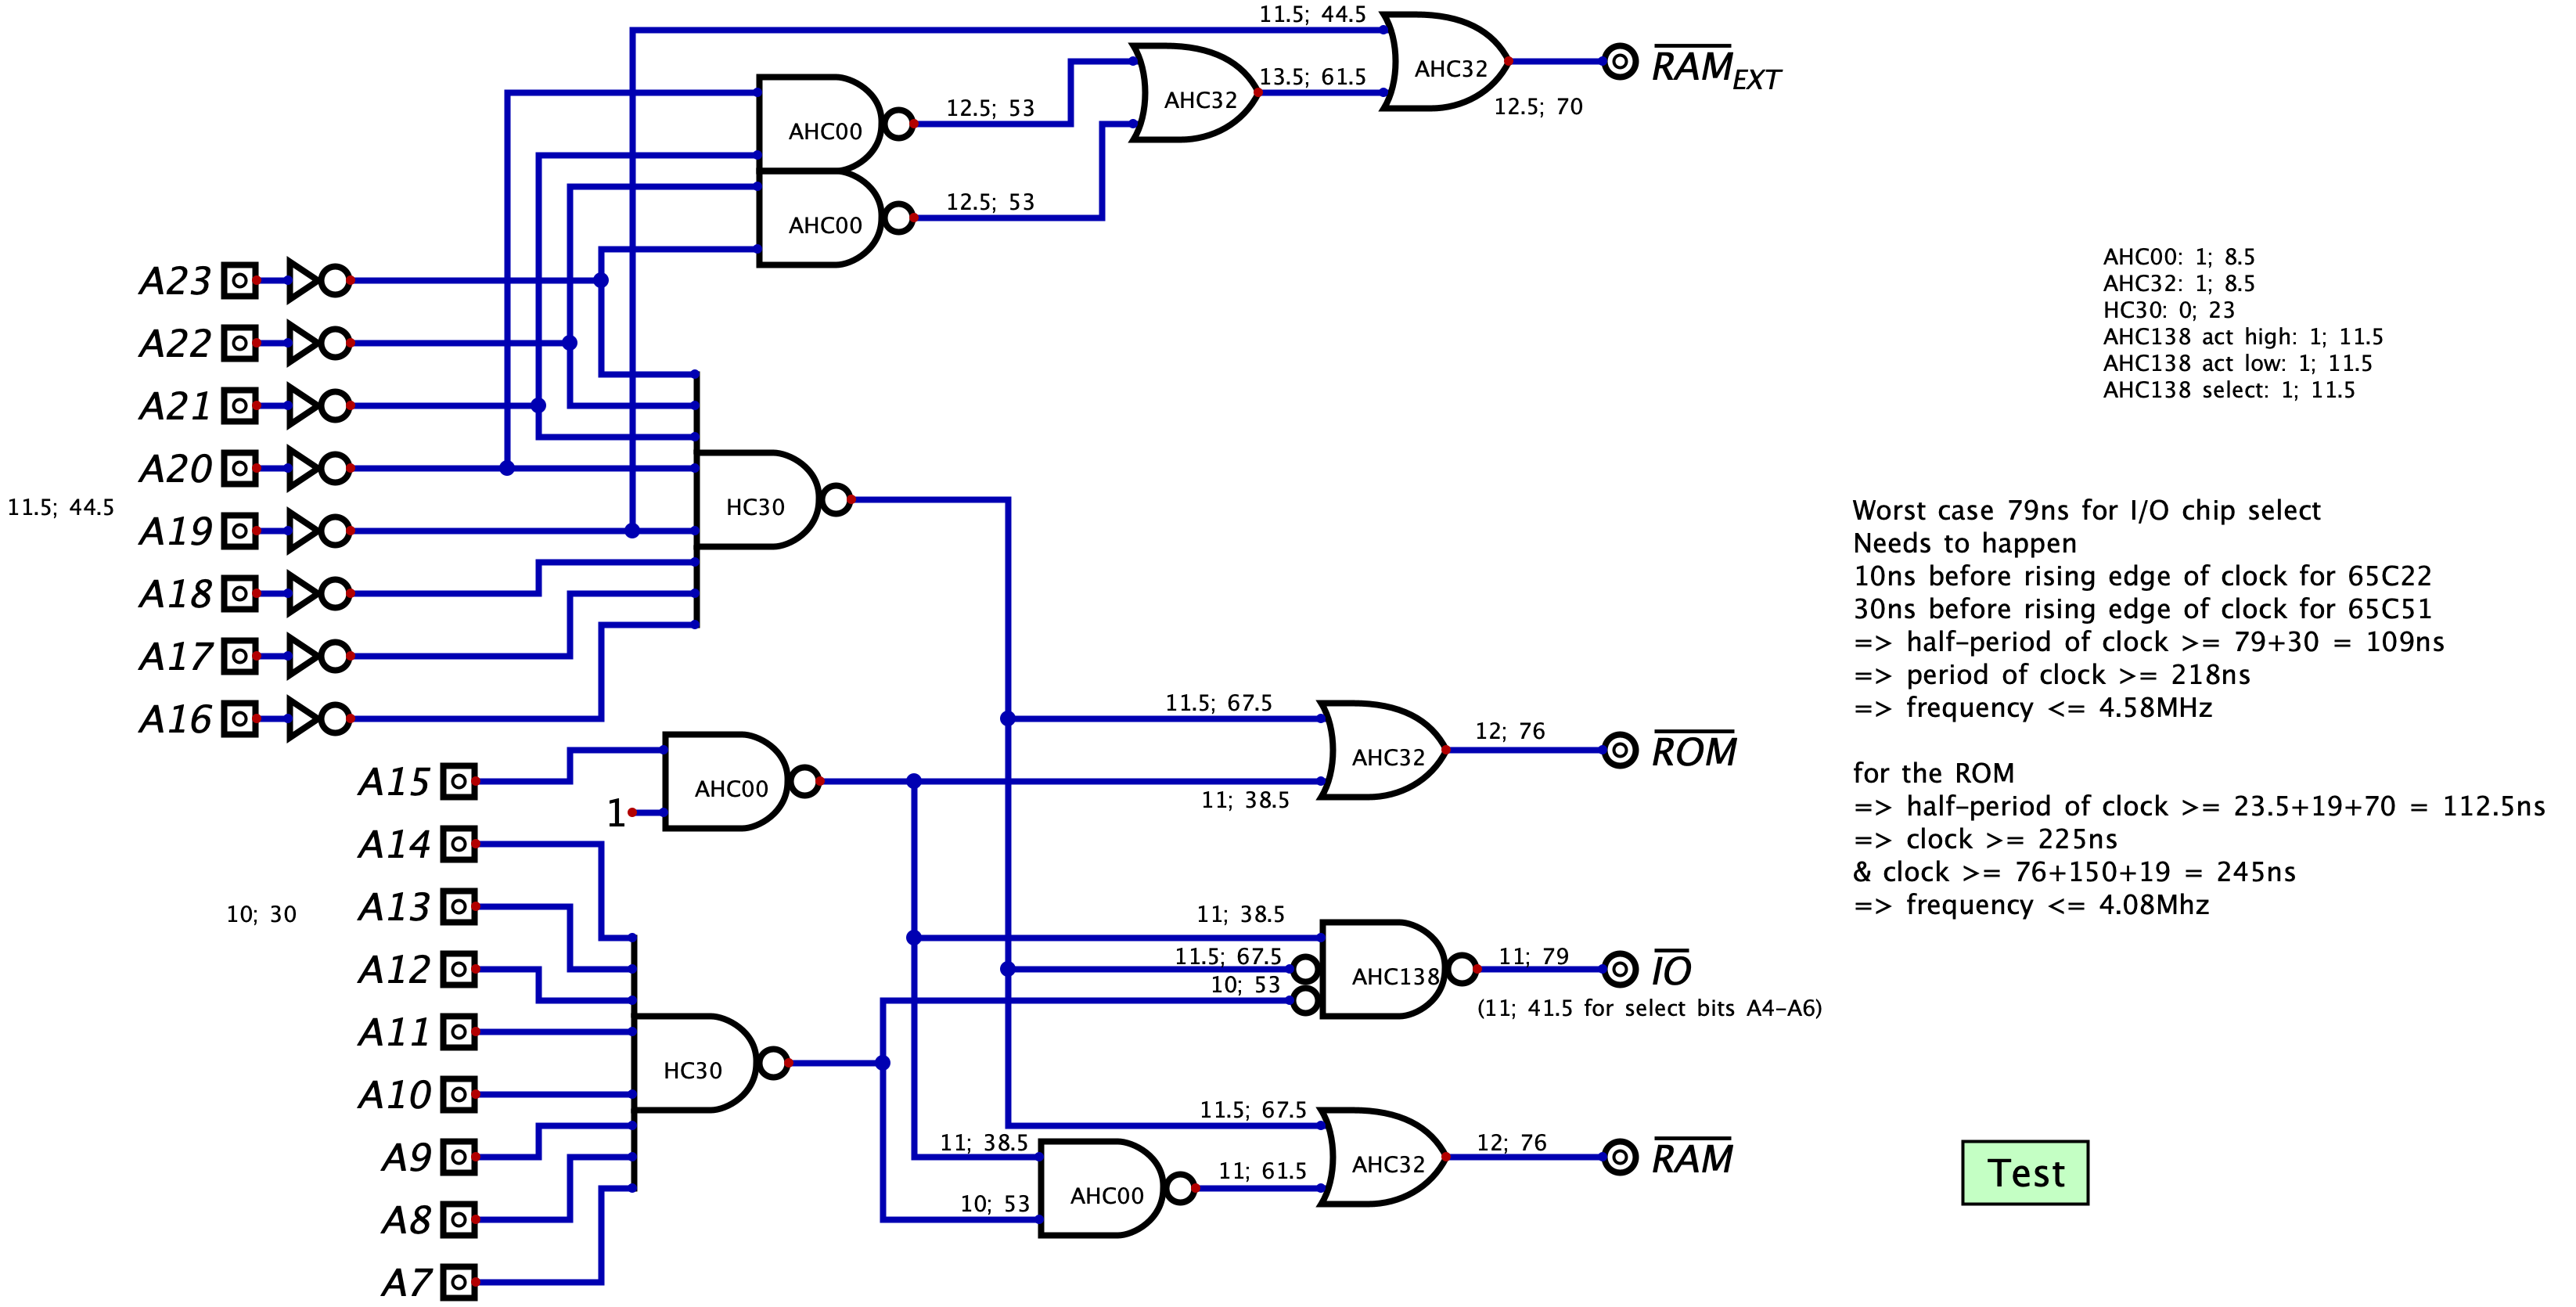 11.5; 44.5
AHC32
RAM EXT
12.5; 70
AHC32
13.5; 61.5
AHC00
12.5; 53
AHC00
12.5; 53
A23
A22
A21
A20
11.5; 44.5
A19
A18
A17
A16
HC30
AHC00: 1; 8.5
AHC32: 1; 8.5
HC30: 0; 23
AHC138 act high: 1; 11.5
AHC138 act low: 1; 11.5
AHC138 select: 1; 11.5
Worst case 79ns for I/O chip select
Needs to happen
10ns before rising edge of clock for 65C22
30ns before rising edge of clock for 65C51
=> half-period of clock >= 79+30 = 109ns
=> period of clock >= 218ns
=> frequency <= 4.58MHz
for the ROM
=> half-period of clock >= 23.5+19+70 = 112.5ns
=> clock >= 225ns
& clock >= 76+150+19 = 245ns
=> frequency <= 4.08Mhz
A15
1
AHC00
A14
A13
10; 30
A12
A11
A10
A9
A8
A7
HC30
11.5; 67.5
11; 38.5
AHC32
12; 76
ROM
11; 38.5
11.5; 67.5
10; 53
AHC138
11; 79
IO
(11; 41.5 for select bits A4-A6)
11; 38.5
10; 53
AHC00
11; 61.5
11.5; 67.5
AHC32
12; 76
RAM
Test